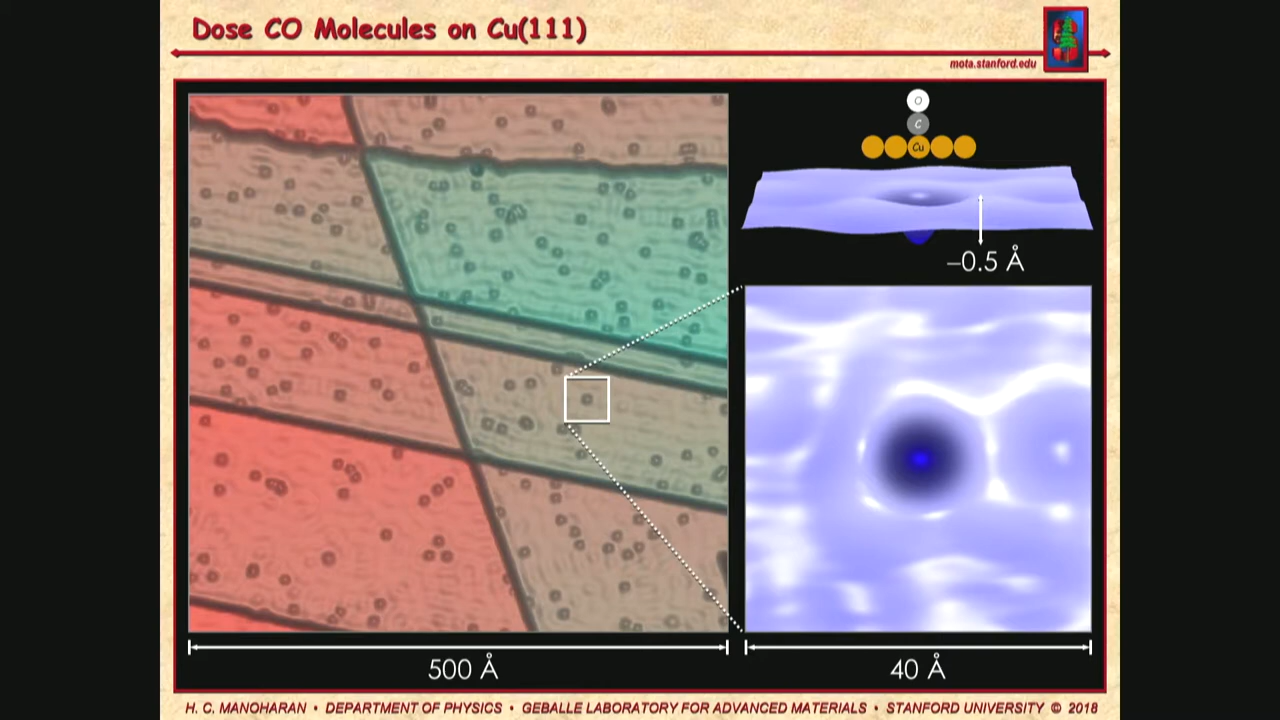 Dose CO Molecules on Cu(111)
mota.stanford.edu
O
C
Cu
–0.5 Å
500 Å
40 Å
H. C. MANOHARAN • DEPARTMENT OF PHYSICS • GEBALLE LABORATORY FOR ADVANCED MATERIALS • STANFORD UNIVERSITY © 2018